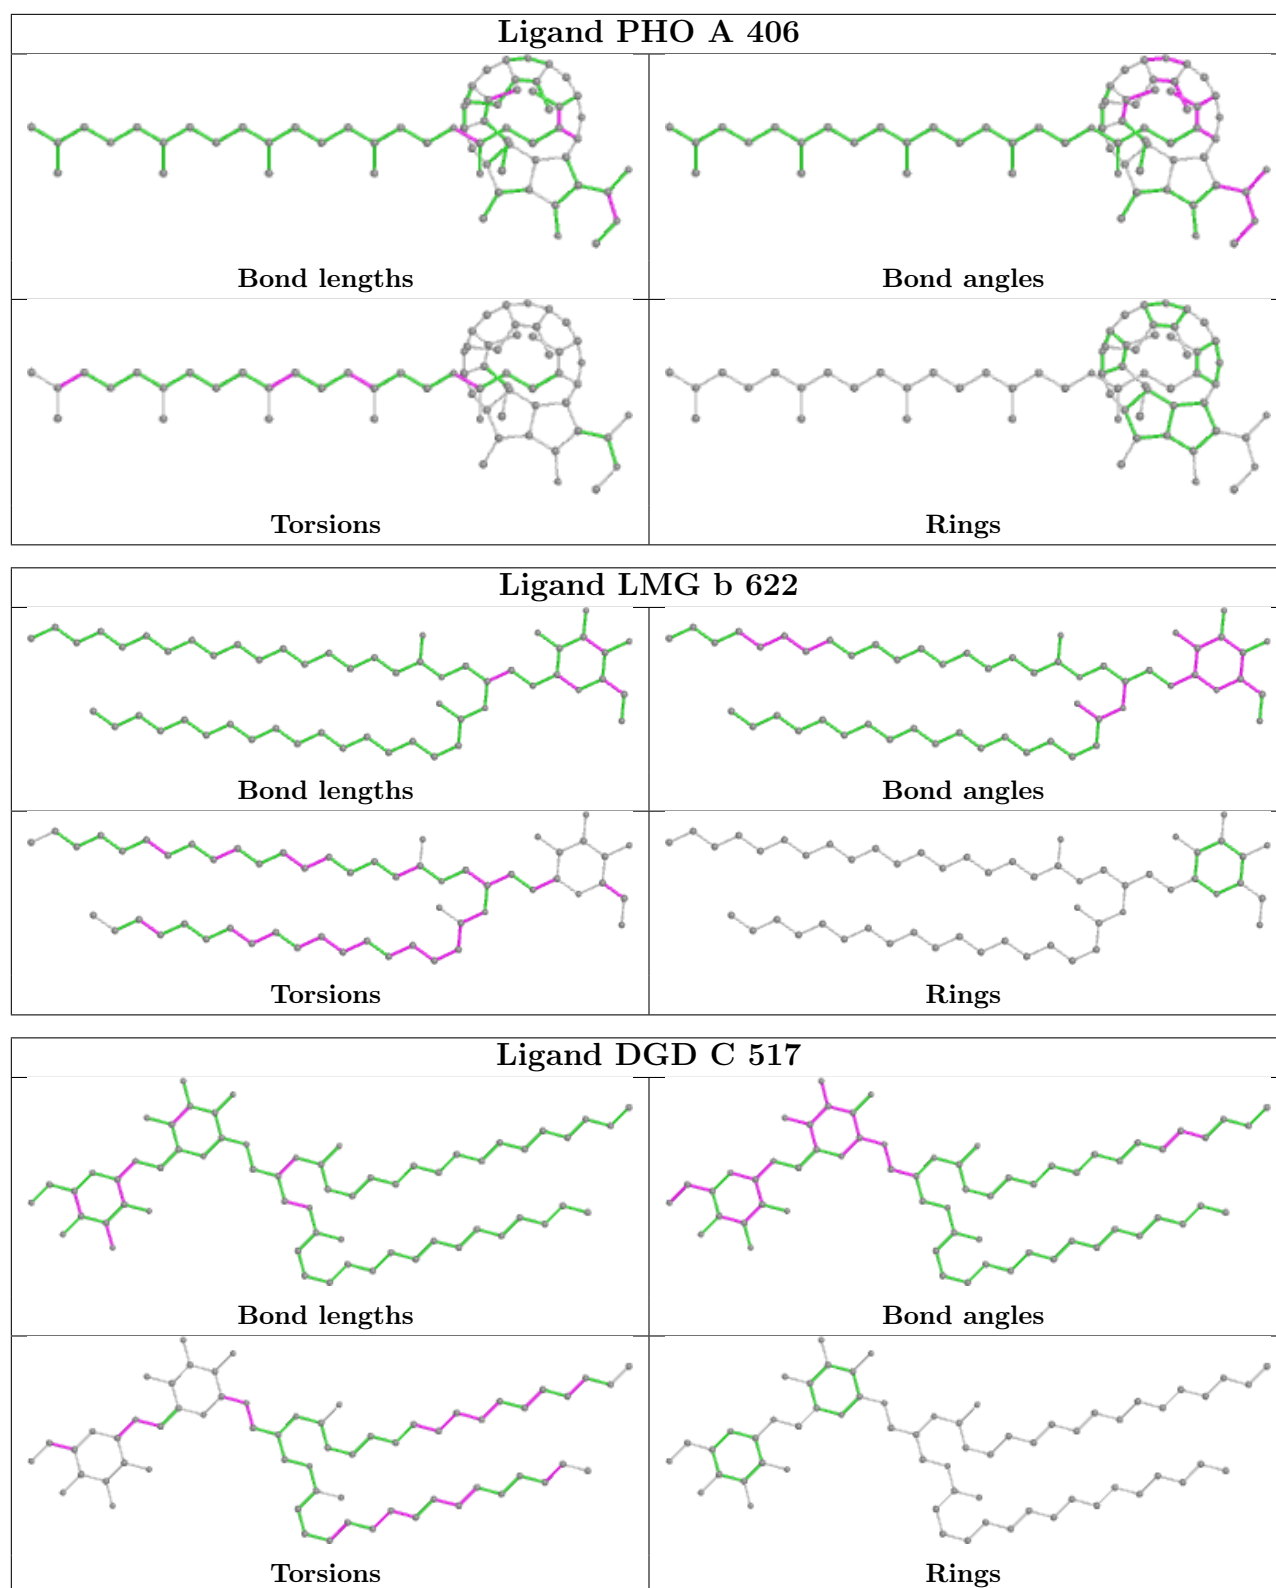 Ligand PHO A 406
Bond lengths
Bond angles
Torsions
Rings
Ligand LMG b 622
Bond lengths
Bond angles
Torsions
Rings
Ligand DGD C 517
Bond lengths
Bond angles
Torsions
Rings